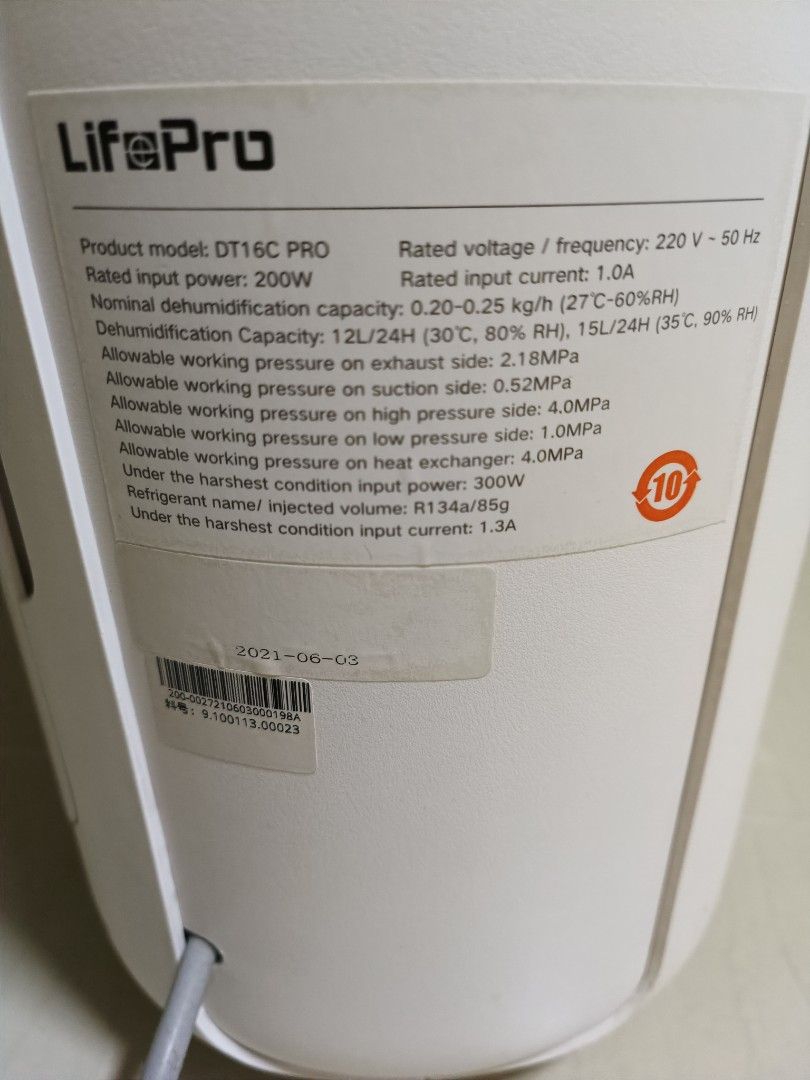 LifePro
Product model: DT16C PRO Rated voltage / frequency: 220 V ~ 50 Hz
Rated input power: 200W Rated input current: 1.0A
Nominal dehumidification capacity: 0.20-0.25 kg/h (27℃-60%RH)
Dehumidification Capacity: 12L/24H (30℃, 80% RH), 15L/24H (35℃, 90% RH)
Allowable working pressure on exhaust side: 2.18MPa
Allowable working pressure on suction side: 0.52MPa
Allowable working pressure on high pressure side: 4.0MPa
Allowable working pressure on low pressure side: 1.0MPa
Allowable working pressure on heat exchanger: 4.0MPa
Under the harshest condition input power: 300W
Refrigerant name/ injected volume: R134a/85g
Under the harshest condition input current: 1.3A
10
2021-06-03
200-0027210603000198A
料号: 9.100113.00023